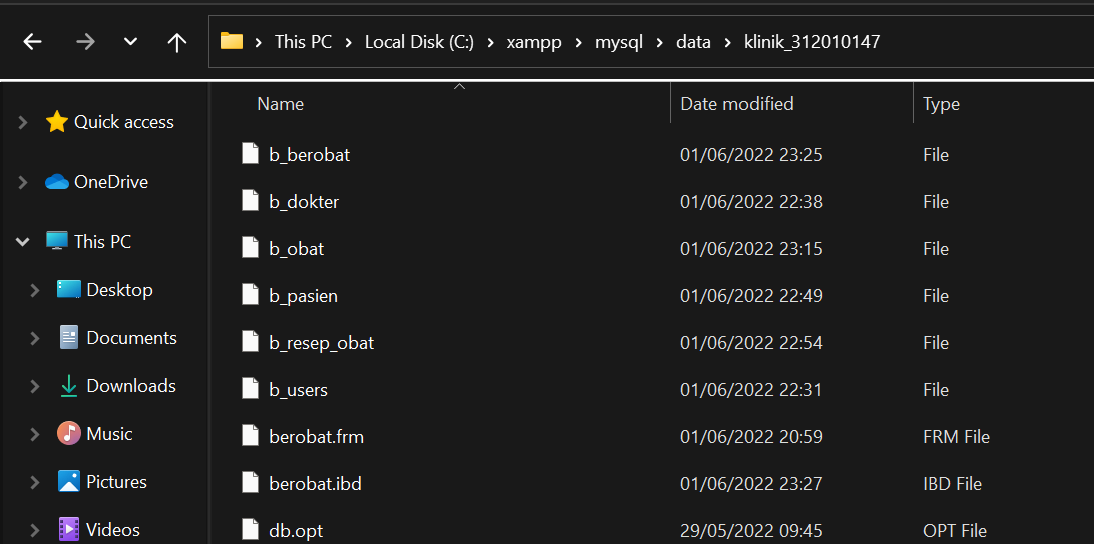 This PC > Local Disk (C:) > xampp > mysql > data > klinik_312010147
Name Date modified Type
Quick access
OneDrive
This PC
Desktop
Documents
Downloads
Music
Pictures
Videos
b_berobat 01/06/2022 23:25 File
b_dokter 01/06/2022 22:38 File
b_obat 01/06/2022 23:15 File
b_pasien 01/06/2022 22:49 File
b_resep_obat 01/06/2022 22:54 File
b_users 01/06/2022 22:31 File
berobat.frm 01/06/2022 20:59 FRM File
berobat.ibd 01/06/2022 23:27 IBD File
db.opt 29/05/2022 09:45 OPT File